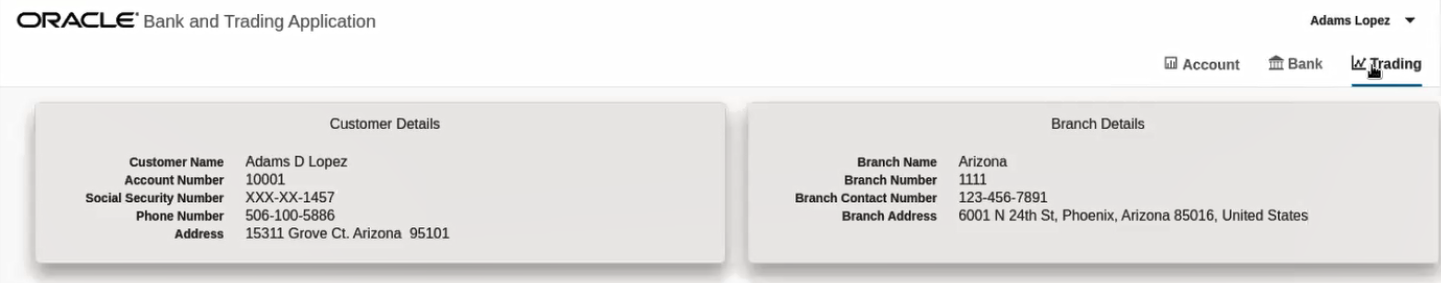 ORACLE Bank and Trading Application
Adams Lopez
Account Bank Trading
Customer Details
Customer Name Adams D Lopez
Account Number 10001
Social Security Number XXX-XX-1457
Phone Number 506-100-5886
Address 15311 Grove Ct. Arizona 95101
Branch Details
Branch Name Arizona
Branch Number 1111
Branch Contact Number 123-456-7891
Branch Address 6001 N 24th St, Phoenix, Arizona 85016, United States